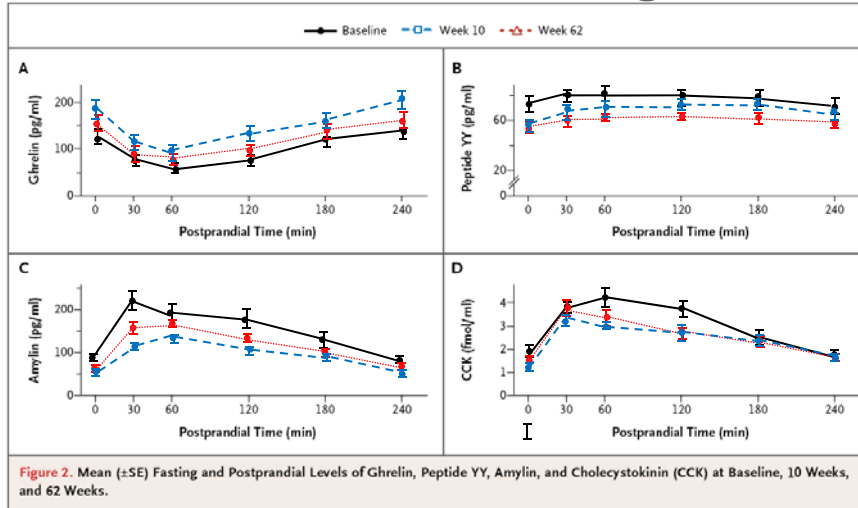 Baseline Week 10 Week 62
A
Ghrelin (pg/ml)
200
100
0
0 30 60 120 180 240
Postprandial Time (min)
B
Peptide YY (pg/ml)
60
20
0
0 30 60 120 180 240
Postprandial Time (min)
C
Amylin (pg/ml)
200
100
0
0 30 60 120 180 240
Postprandial Time (min)
D
CCK (fmol/ml)
4
3
2
1
0
0 30 60 120 180 240
Postprandial Time (min)
Figure 2. Mean (±SE) Fasting and Postprandial Levels of Ghrelin, Peptide YY, Amylin, and Cholecystokinin (CCK) at Baseline, 10 Weeks,
and 62 Weeks.